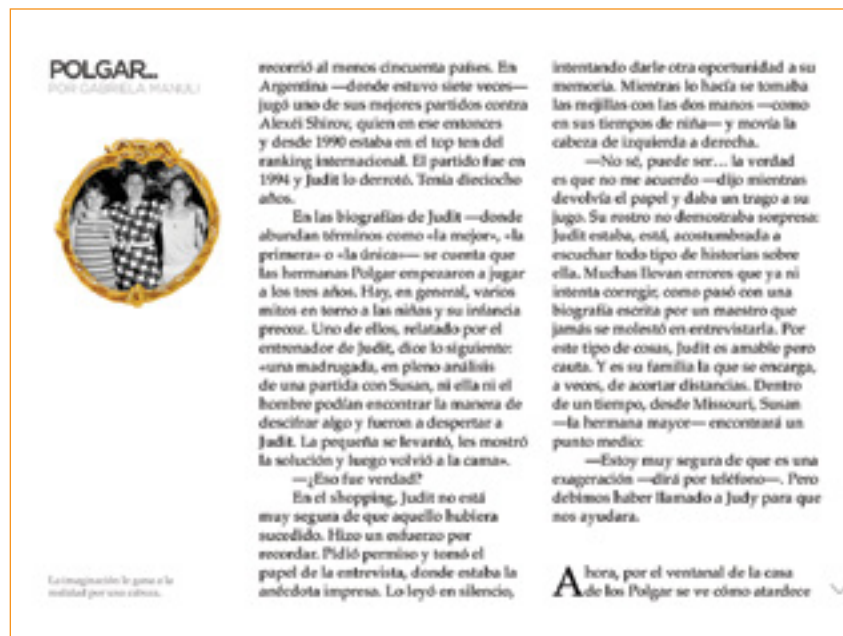 POLGAR...
POR GABRIELA MANULI
La imaginación le gana a la
realidad por una cabeza.
recorrió al menos cincuenta países. En
Argentina —donde estuvo siete veces—
jugó uno de sus mejores partidos contra
Alexéi Shirov, quien en ese entonces
y desde 1990 estaba en el top ten del
ranking internacional. El partido fue en
1994 y Judit lo derrotó. Tenía dieciocho
años.
En las biografías de Judit —donde
abundan términos como «la mejor», «la
primera» o «la única»— se cuenta que
las hermanas Polgar empezaron a jugar
a los tres años. Hay, en general, varios
mitos en torno a las niñas y su infancia
precoz. Uno de ellos, relatado por el
entrenador de Judit, dice lo siguiente:
«una madrugada, en pleno análisis
de una partida con Susan, ni ella ni el
hombre podían encontrar la manera de
descifrar algo y fueron a despertar a
Judit. La pequeña se levantó, les mostró
la solución y luego volvió a la cama».
—¿Eso fue verdad?
En el shopping, Judit no está
muy segura de que aquello hubiera
sucedido. Hizo un esfuerzo por
recordar. Pidió permiso y tomó el
papel de la entrevista, donde estaba la
anécdota impresa. Lo leyó en silencio,
intentando darle otra oportunidad a su
memoria. Mientras lo hacía se tomaba
las mejillas con las dos manos —como
en sus tiempos de niña— y movía la
cabeza de izquierda a derecha.
—No sé, puede ser... la verdad
es que no me acuerdo —dijo mientras
devolvía el papel y daba un trago a su
jugo. Su rostro no demostraba sorpresa:
Judit estaba, está, acostumbrada a
escuchar todo tipo de historias sobre
ella. Muchas llevan errores que ya ni
intenta corregir, como pasó con una
biografía escrita por un maestro que
jamás se molestó en entrevistarla. Por
este tipo de cosas, Judit es amable pero
cauta. Y es su familia la que se encarga,
a veces, de acortar distancias. Dentro
de un tiempo, desde Missouri, Susan
—la hermana mayor— encontrará un
punto medio:
—Estoy muy segura de que es una
exageración —dirá por teléfono—. Pero
debimos haber llamado a Judy para que
nos ayudara.
Ahora, por el ventanal de la casa
de los Polgar se ve cómo atardece